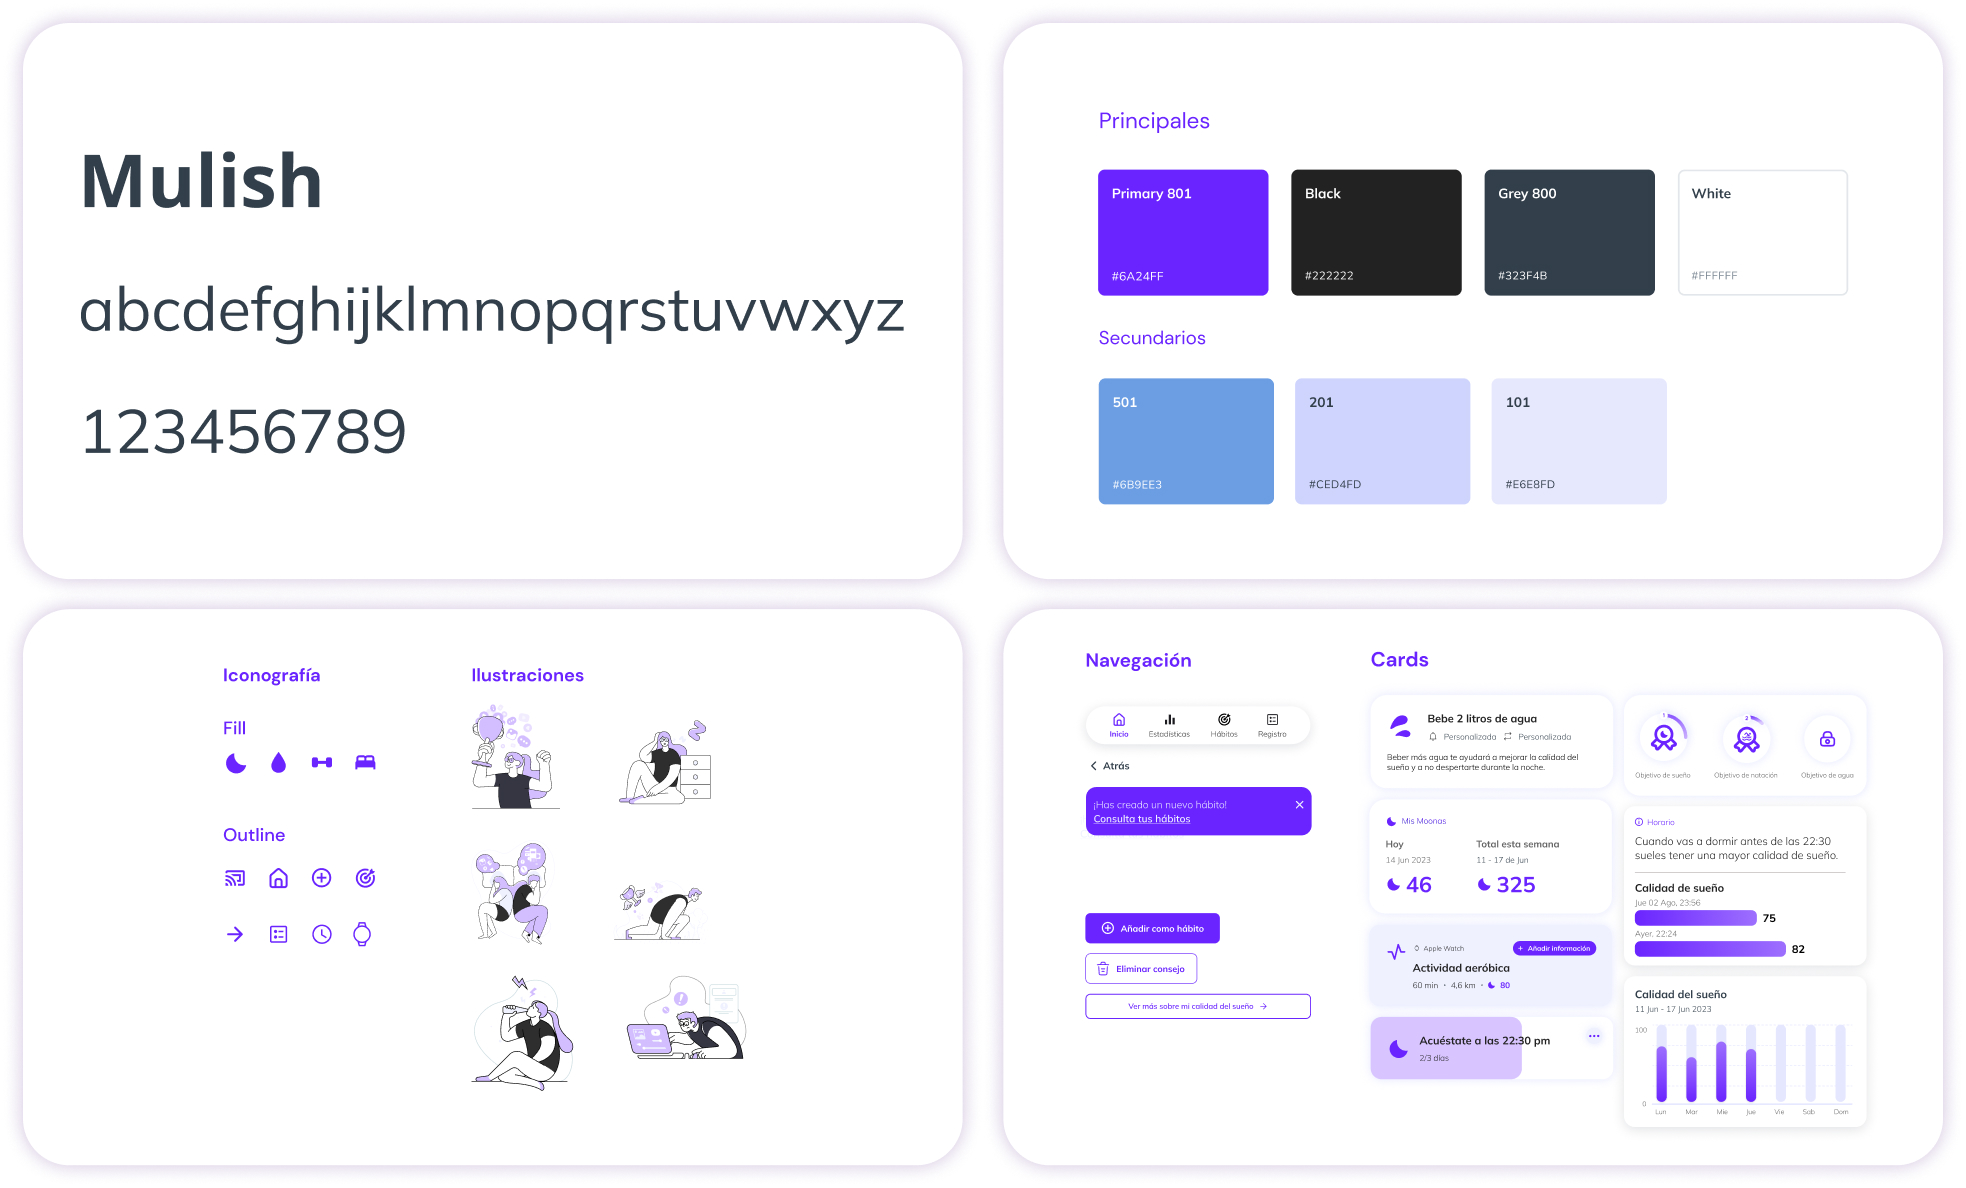 Mulish
abcdefghijklmnopqrstuvwxyz
123456789
Principales
Primary 801
#6A24FF
Black
#222222
Grey 800
#323F4B
White
#FFFFFF
Secundarios
501
#6B9EE3
201
#CED4FD
101
#E6E8FD
Iconografía
Fill
Outline
Ilustraciones
Navegación
Inicio
Estadísticas
Hábitos
Registro
Atrás
¡Has creado un nuevo hábito!
Consulta tus hábitos
Añadir como hábito
Eliminar consejo
Ver más sobre mi calidad del sueño
Cards
Bebe 2 litros de agua
Personalizada
Personalizada
Beber más agua te ayudará a mejorar la calidad del
sueño y a no despertarte durante la noche.
Mis Moonas
Hoy
14 Jun 2023
46
Total esta semana
11 - 17 de Jun
325
Apple Watch
+ Añadir información
Actividad aeróbica
60 min • 4,6 km • 80
Acuéstate a las 22:30 pm
2/3 días
1
Objetivo de sueño
2
Objetivo de natación
Objetivo de agua
Horario
Cuando vas a dormir antes de las 22:30
sueles tener una mayor calidad de sueño.
Calidad de sueño
Jue 02 Ago, 23:56
75
Ayer, 22:24
82
Calidad del sueño
11 Jun - 17 Jun 2023
100
0
Lun Mar Mie Jue Vie Sab Dom